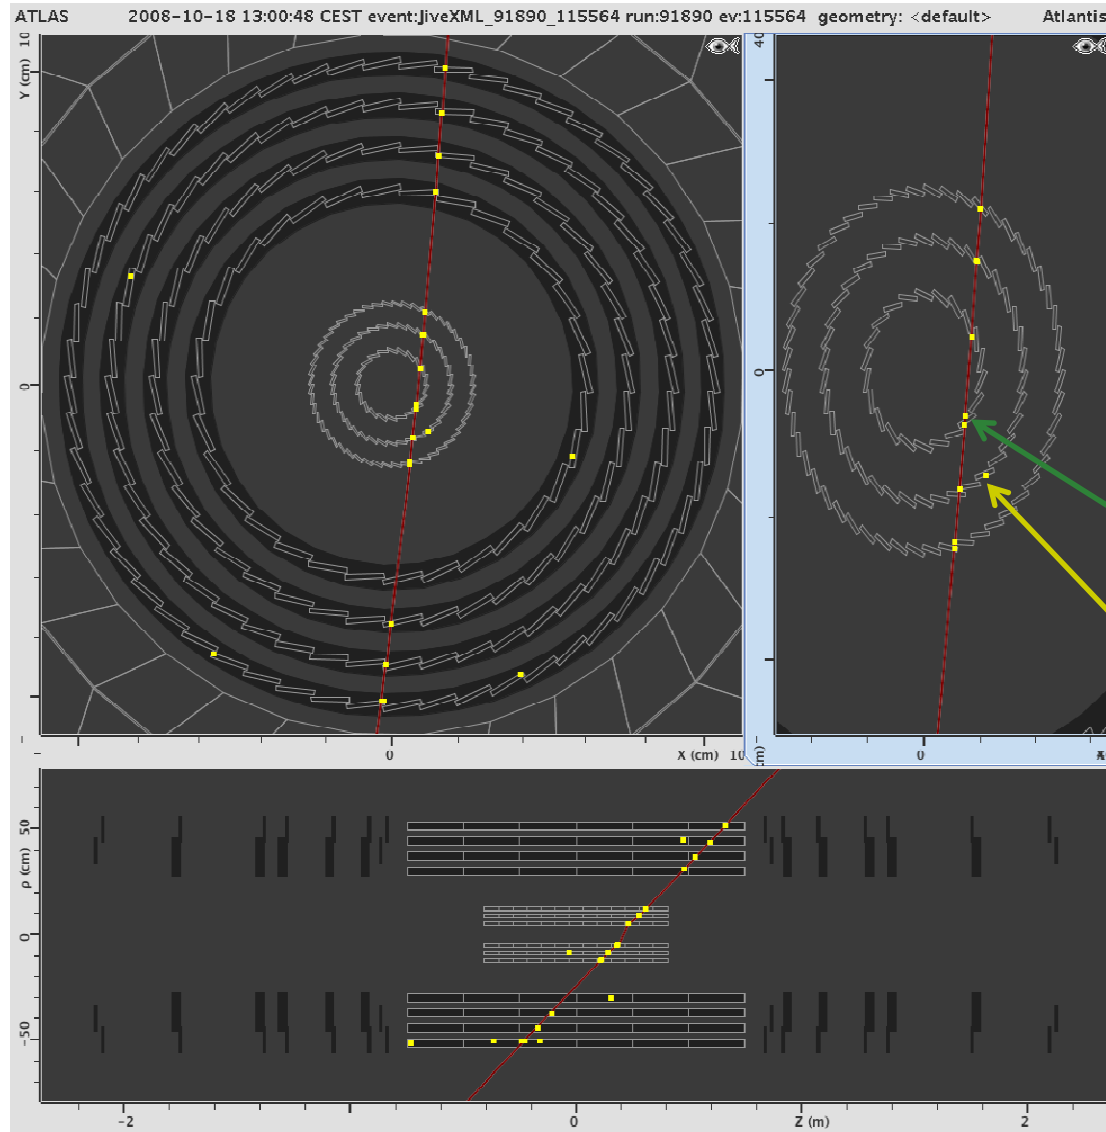 ATLAS 2008-10-18 13:00:48 CEST event:JiveXML_91890_115564 run:91890 ev:115564 geometry: <default> Atlantis
10
Y (cm)
0
0
X (cm) 10
40
0
cm)
0
50
ρ (cm)
0
-50
-2
0
Z (m)
2